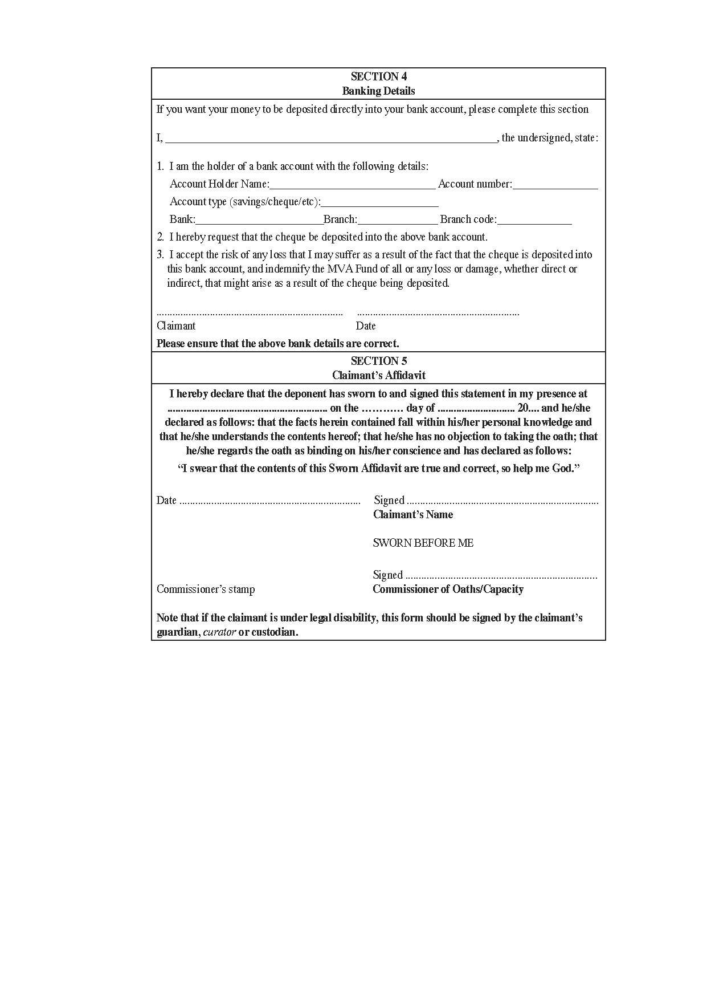 SECTION 4
Banking Details
If you want your money to be deposited directly into your bank account, please complete this section
I, ________________________________________________________, the undersigned, state:
1. I am the holder of a bank account with the following details:
Account Holder Name:____________________________ Account number:______________
Account type (savings/cheque/etc):____________________
Bank:______________________Branch:_____________ Branch code:____________
2. I hereby request that the cheque be deposited into the above bank account.
3. I accept the risk of any loss that I may suffer as a result of the fact that the cheque is deposited into
this bank account, and indemnify the MVA Fund of all or any loss or damage, whether direct or
indirect, that might arise as a result of the cheque being deposited.
...................................................................... .............................................................
Claimant Date
Please ensure that the above bank details are correct.
SECTION 5
Claimant’s Affidavit
I hereby declare that the deponent has sworn to and signed this statement in my presence at
............................................................ on the ………… day of ............................. 20.... and he/she
declared as follows: that the facts herein contained fall within his/her personal knowledge and
that he/she understands the contents hereof; that he/she has no objection to taking the oath; that
he/she regards the oath as binding on his/her conscience and has declared as follows:
“I swear that the contents of this Sworn Affidavit are true and correct, so help me God.”
Date .................................................................... Signed ........................................................................
Claimant’s Name
SWORN BEFORE ME
Signed ........................................................................
Commissioner’s stamp Commissioner of Oaths/Capacity
Note that if the claimant is under legal disability, this form should be signed by the claimant’s
guardian, curator or custodian.